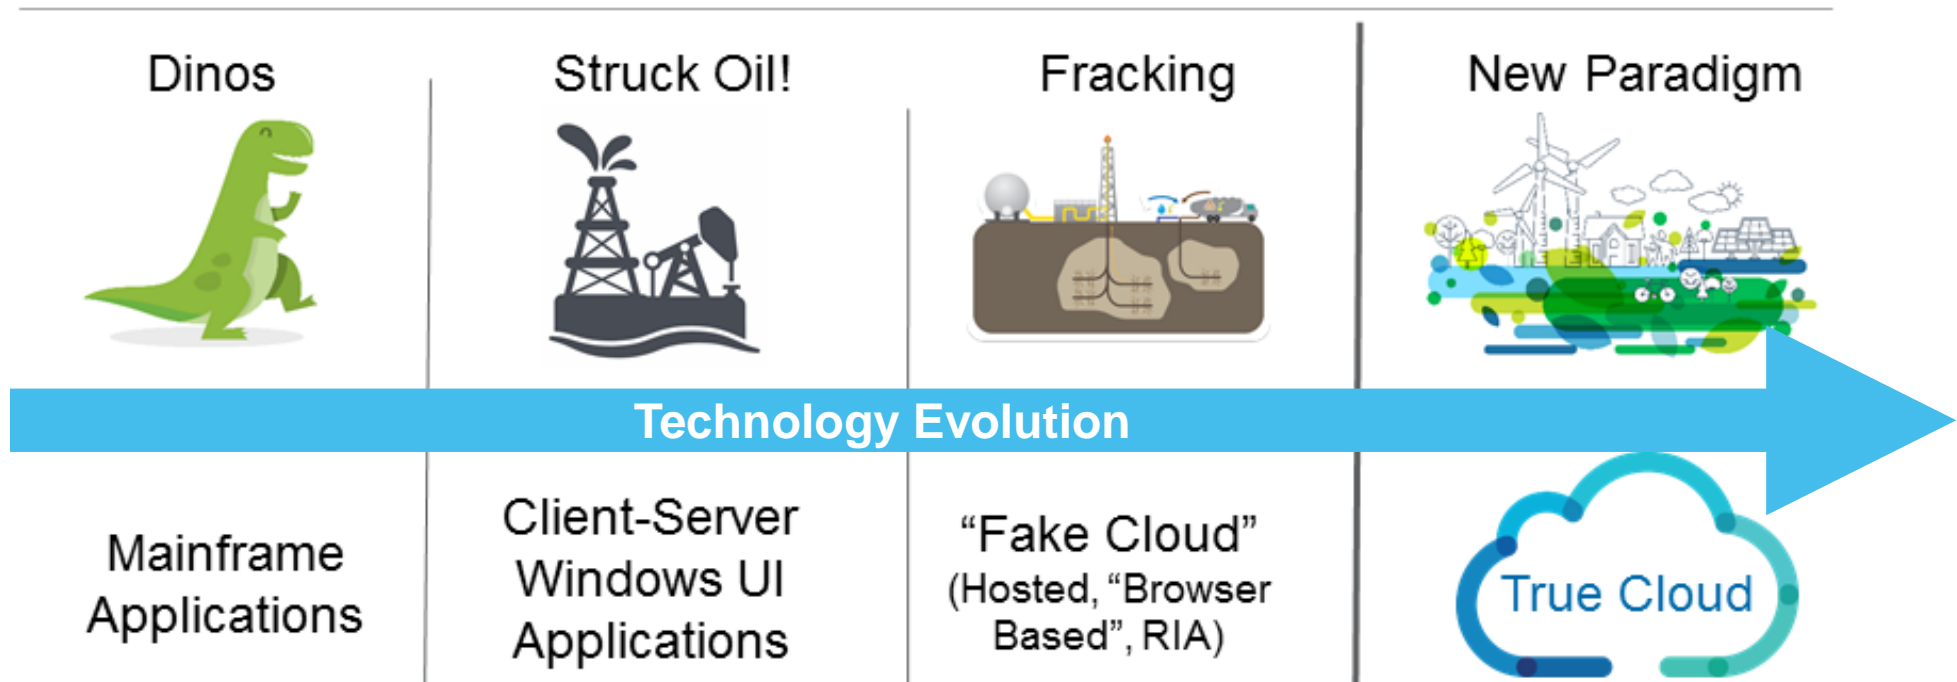 Dinos
Struck Oil!
Fracking
New Paradigm
Technology Evolution
Mainframe
Applications
Client-Server
Windows UI
Applications
“Fake Cloud”
(Hosted, “Browser
Based”, RIA)
True Cloud